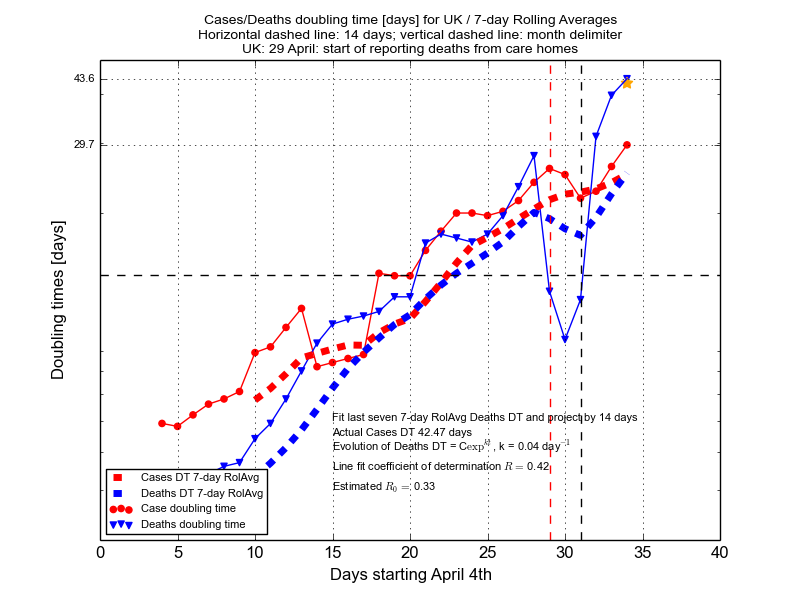 Cases/Deaths doubling time [days] for UK / 7-day Rolling Averages
Horizontal dashed line: 14 days; vertical dashed line: month delimiter
UK: 29 April: start of reporting deaths from care homes
43.6
29.7
Doubling times [days]
Fit last seven 7-day RolAvg Deaths DT and project by 14 days
Actual Cases DT 42.47 days
Evolution of Deaths DT = Cexp^{kt}, k = 0.04 day^{-1}
Line fit coefficient of determination R = 0.42
Estimated R_0 = 0.33
Cases DT 7-day RolAvg
Deaths DT 7-day RolAvg
Case doubling time
Deaths doubling time
0 5 10 15 20 25 30 35 40
Days starting April 4th